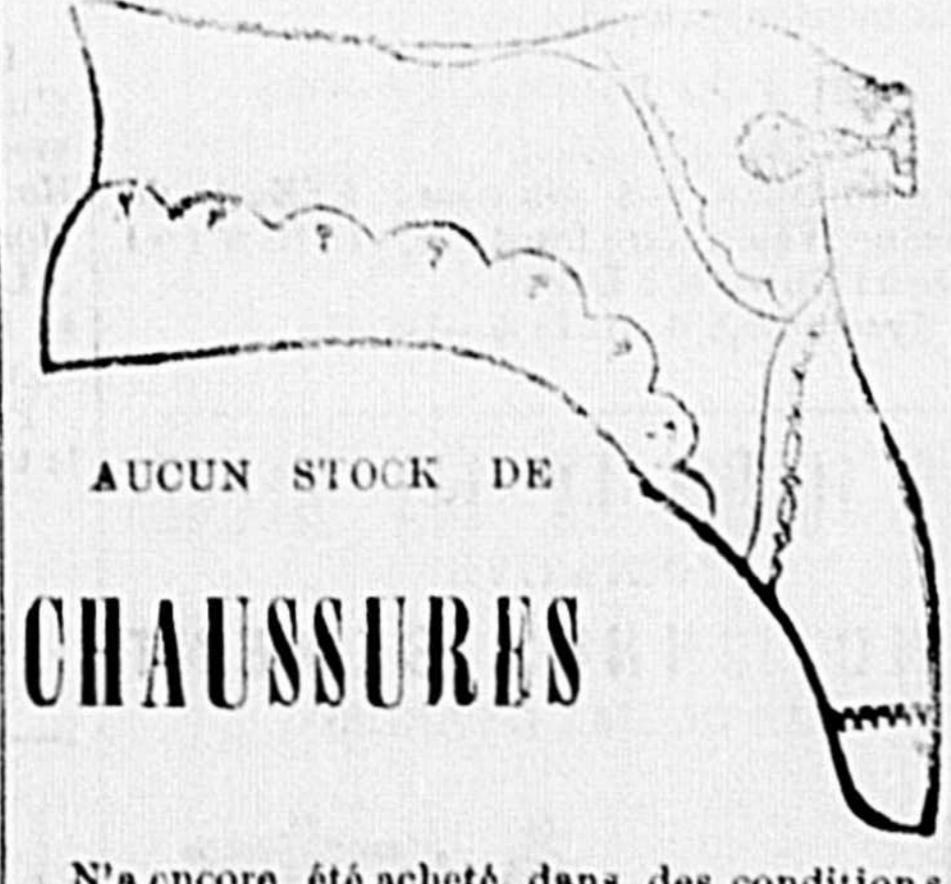 AUCUN STOCK DE
CHAUSSURES
N'a encore été acheté dans des conditions